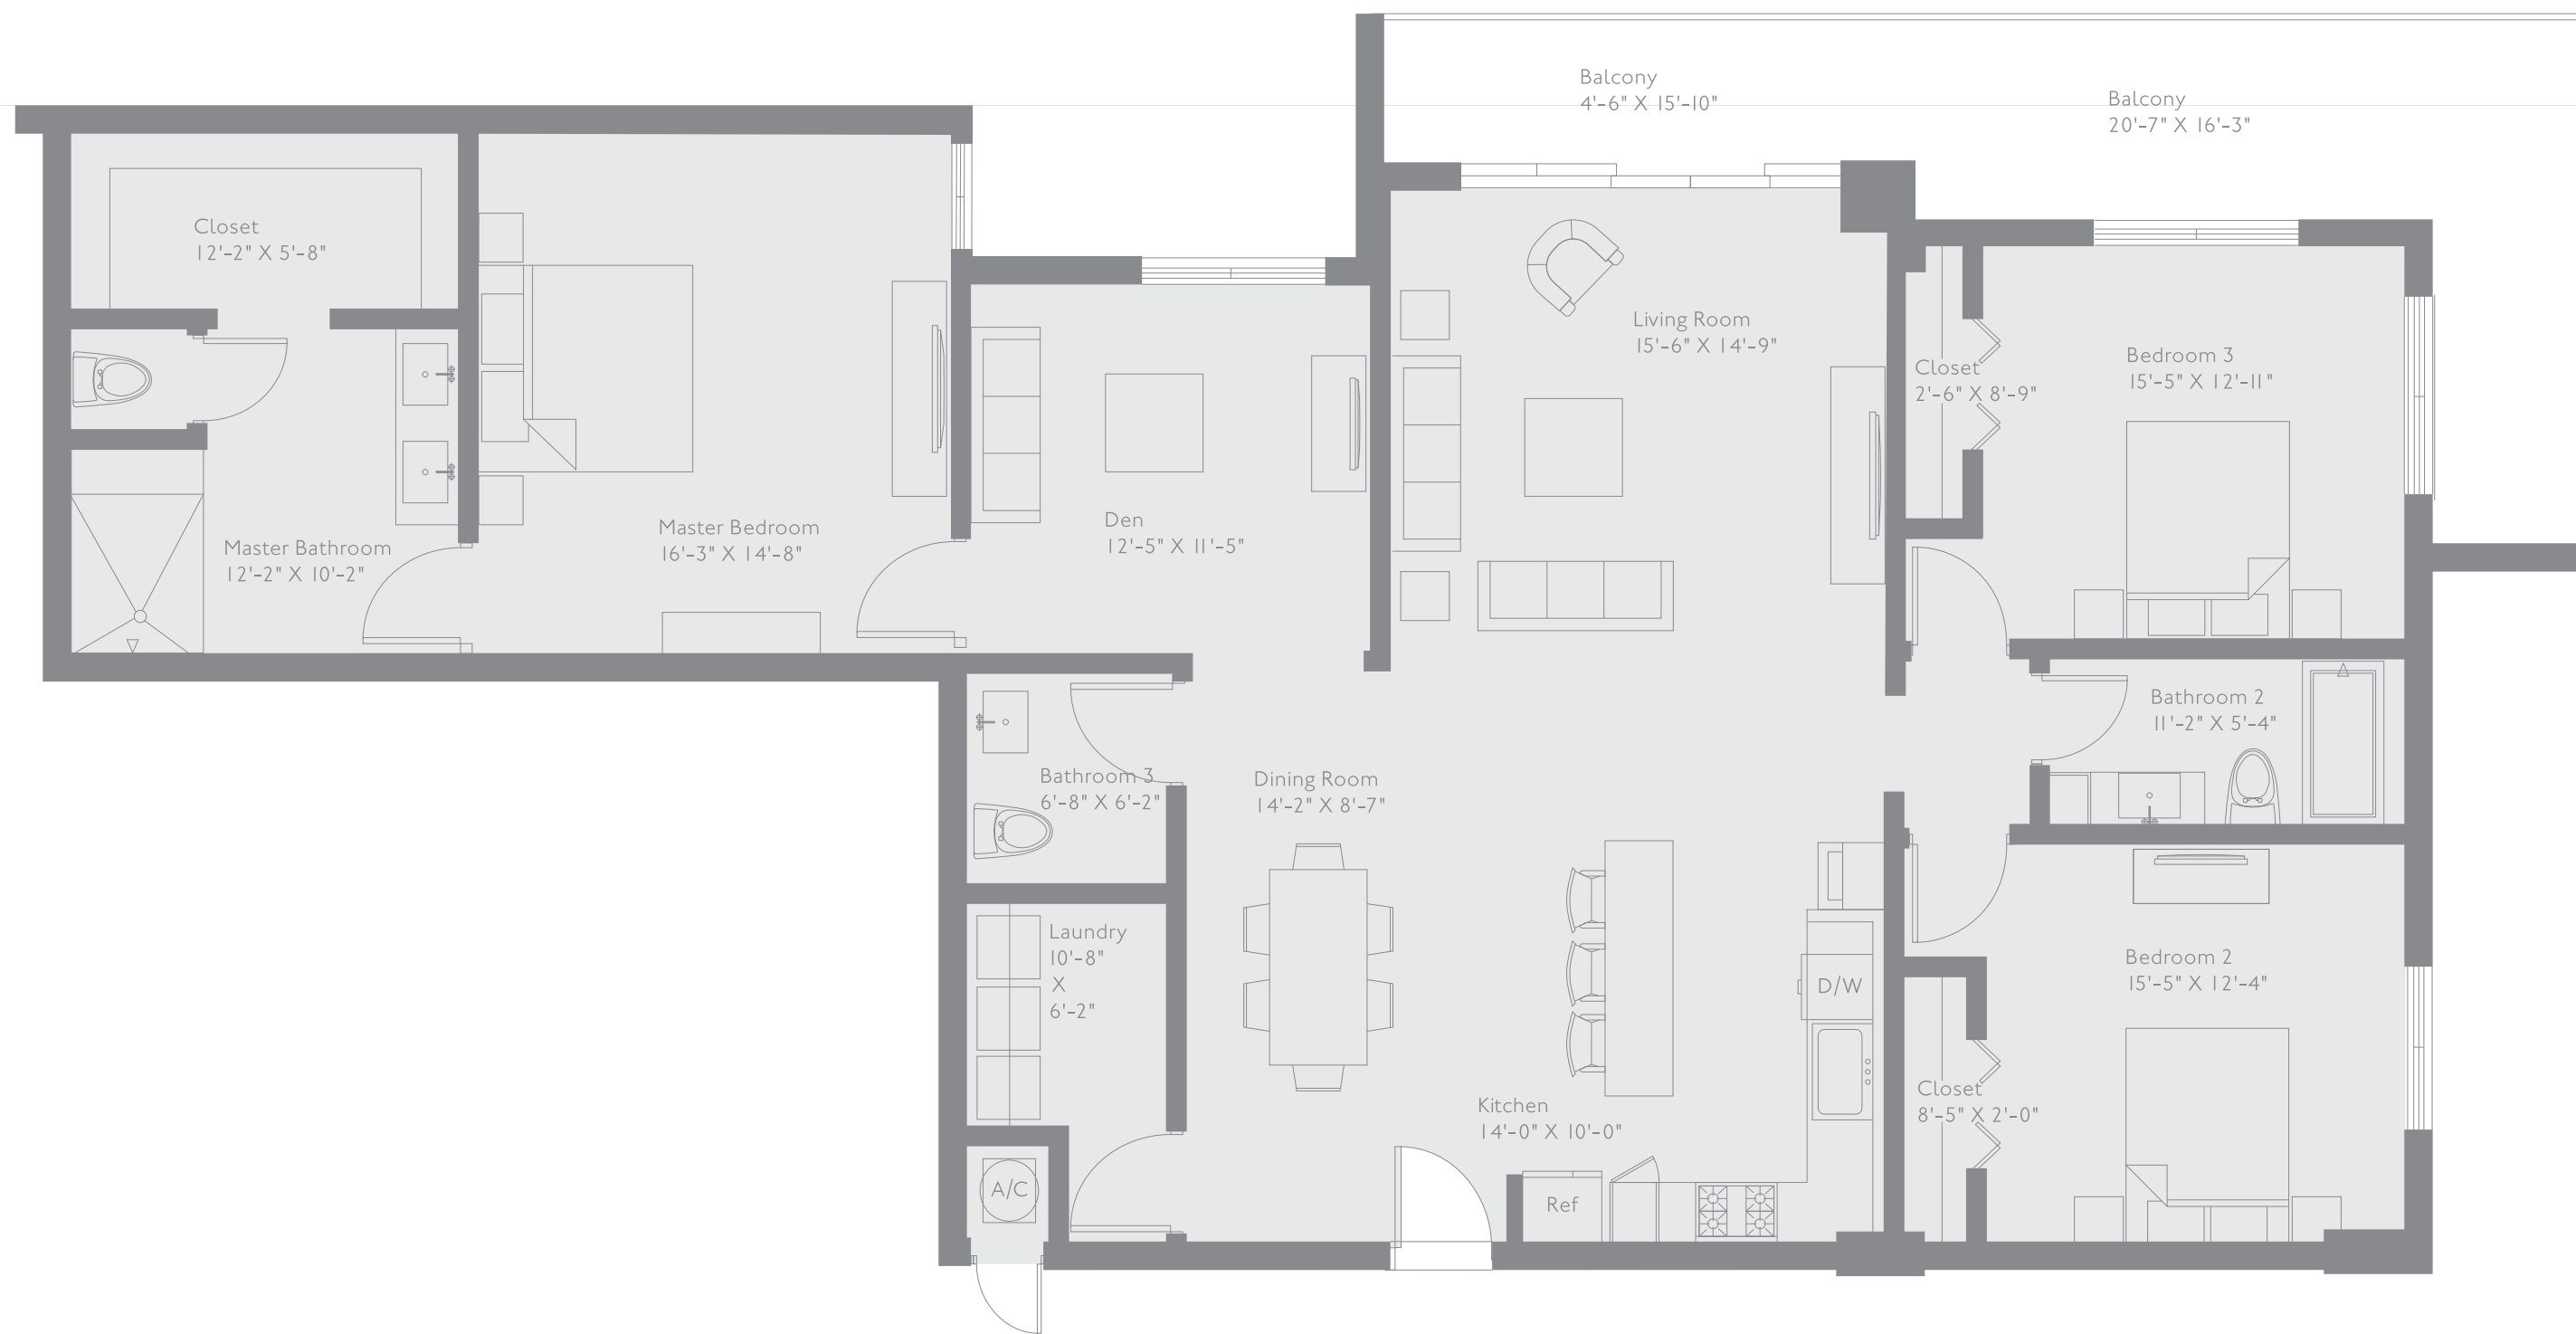 Balcony
4'-6" X 15'-10"
Balcony
20'-7" X 16'-3"
Closet
12'-2" X 5'-8"
Living Room
15'-6" X 14'-9"
Closet
2'-6" X 8'-9"
Bedroom 3
15'-5" X 12'-11"
Master Bathroom
12'-2" X 10'-2"
Master Bedroom
16'-3" X 14'-8"
Den
12'-5" X 11'-5"
Bathroom 2
11'-2" X 5'-4"
Bathroom 3
6'-8" X 6'-2"
Dining Room
14'-2" X 8'-7"
Laundry
10'-8"
X
6'-2"
D/W
Bedroom 2
15'-5" X 12'-4"
Kitchen
14'-0" X 10'-0"
Closet
8'-5" X 2'-0"
A/C
Ref